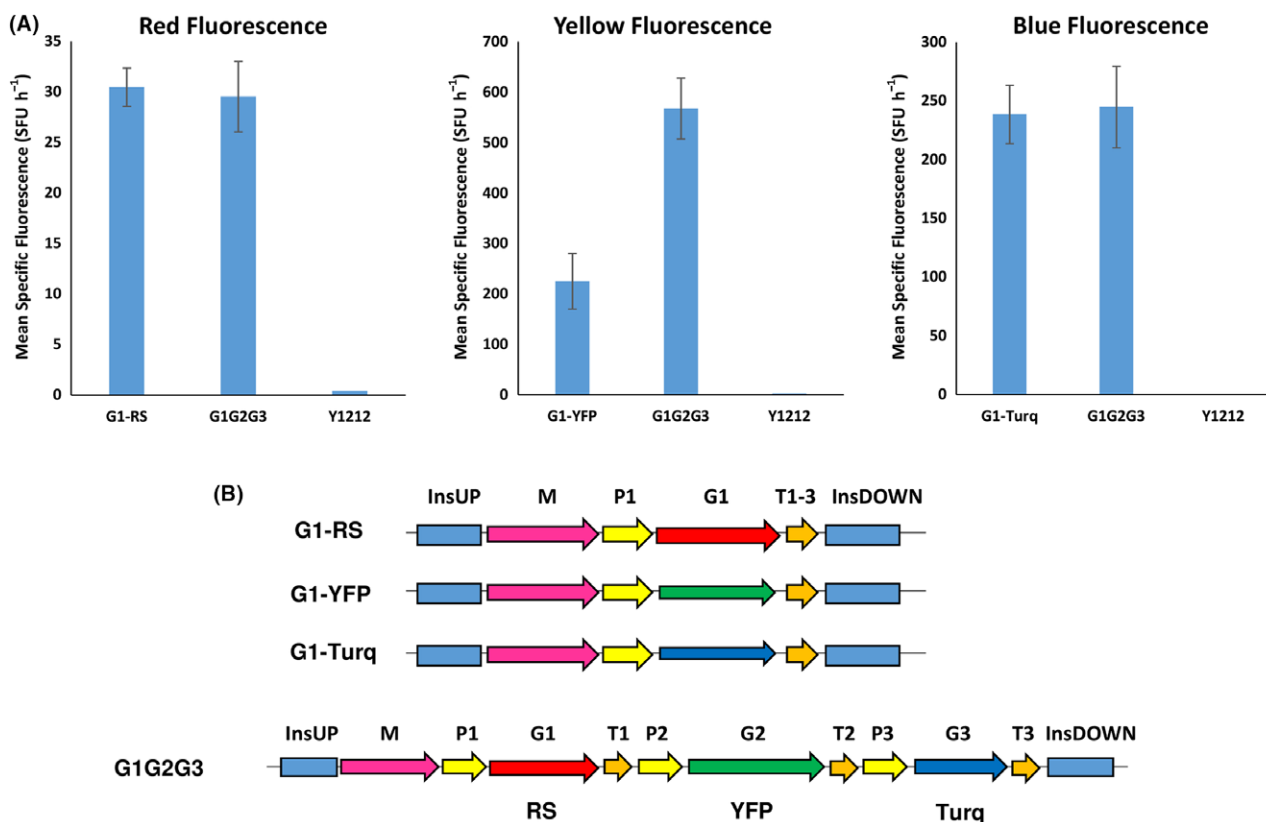 (A)
Red Fluorescence
Mean Specific Fluorescence (SFU h⁻¹)
35
30
25
20
15
10
5
0
G1-RS G1G2G3 Y1212
Yellow Fluorescence
Mean Specific Fluorescence (SFU h⁻¹)
700
600
500
400
300
200
100
0
G1-YFP G1G2G3 Y1212
Blue Fluorescence
Mean Specific Fluorescence (SFU h⁻¹)
300
250
200
150
100
50
0
G1-Turq G1G2G3 Y1212
(B)
InsUP M P1 G1 T1-3 InsDOWN
G1-RS
G1-YFP
G1-Turq
InsUP M P1 G1 T1 P2 G2 T2 P3 G3 T3 InsDOWN
G1G2G3
RS YFP Turq